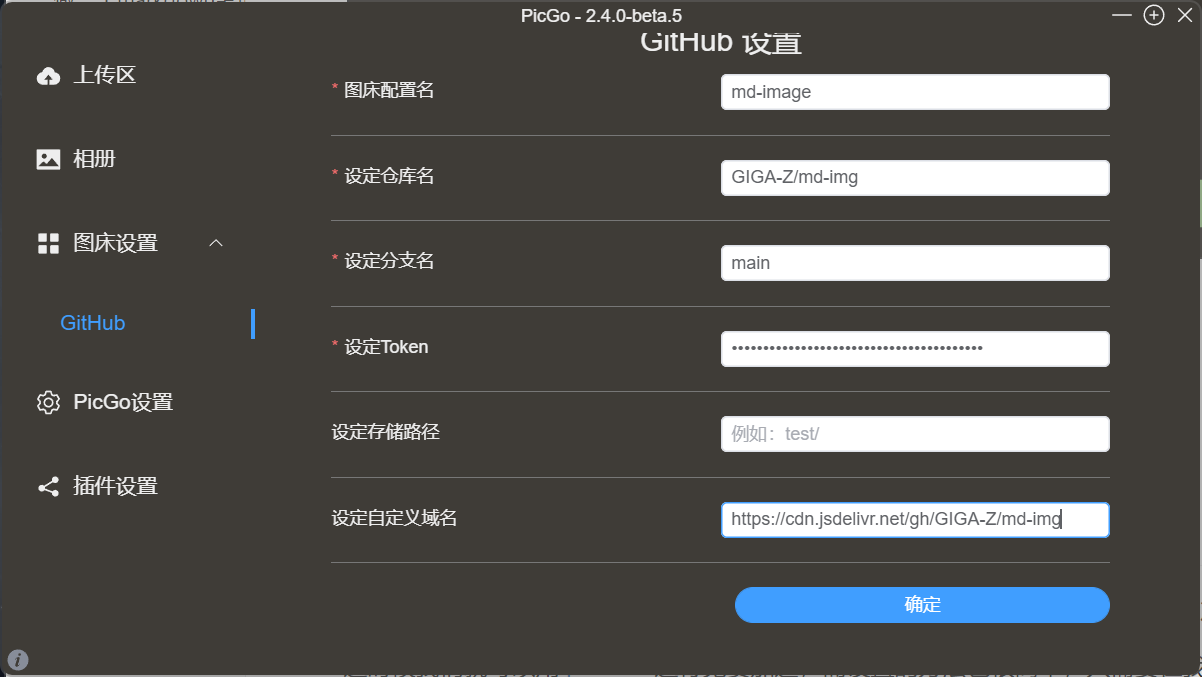 PicGo - 2.4.0-beta.5
GitHub 设置
上传区
* 图床配置名
md-image
相册
* 设定仓库名
GIGA-Z/md-img
图床设置
* 设定分支名
main
GitHub
* 设定Token
••••••••••••••••••••••••••••••••••••••••
PicGo设置
设定存储路径
例如：test/
插件设置
设定自定义域名
https://cdn.jsdelivr.net/gh/GIGA-Z/md-img
确定